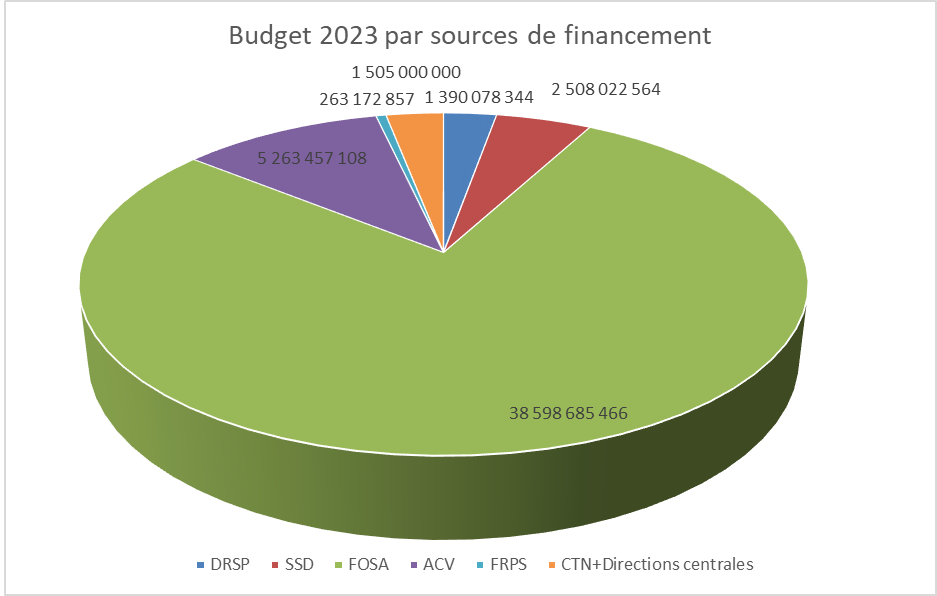 Budget 2023 par sources de financement
1 505 000 000
263 172 857
1 390 078 344
2 508 022 564
5 263 457 108
38 598 685 466
DRSP SSD FOSA ACV FRPS CTN+Directions centrales